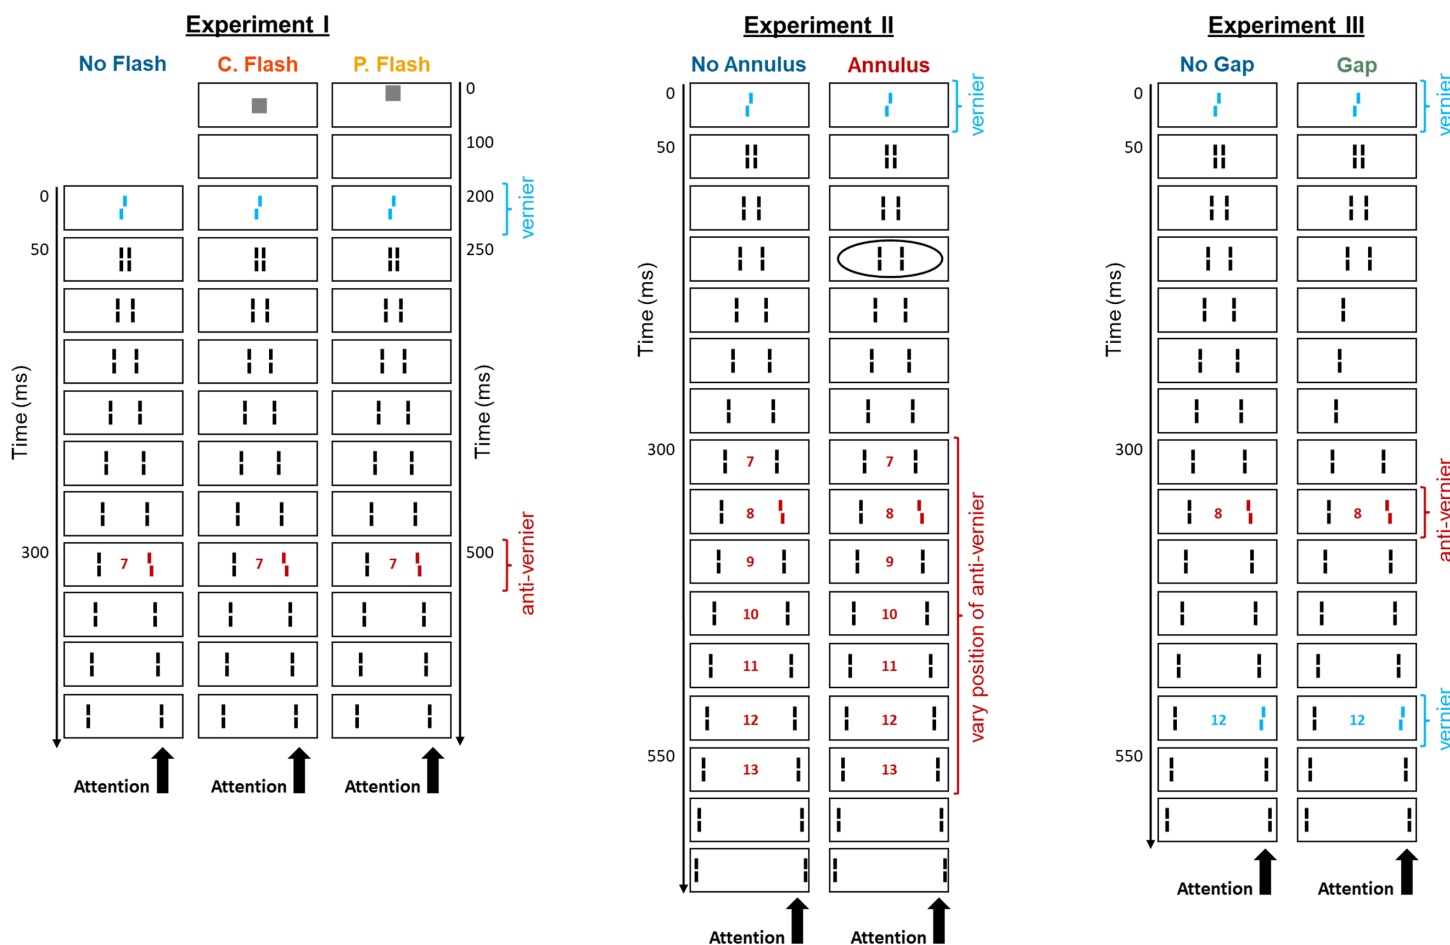 Experiment I
No Flash
C. Flash
P. Flash
0
100
200
250
500
0
50
300
Time (ms)
Time (ms)
vernier
anti-vernier
7
7
7
Attention
Attention
Attention
Experiment II
No Annulus
Annulus
0
50
300
550
Time (ms)
vernier
vary position of anti-vernier
7
7
8
8
9
9
10
10
11
11
12
12
13
13
Attention
Attention
Experiment III
No Gap
Gap
0
50
300
550
Time (ms)
vernier
anti-vernier
vernier
8
8
12
12
Attention
Attention